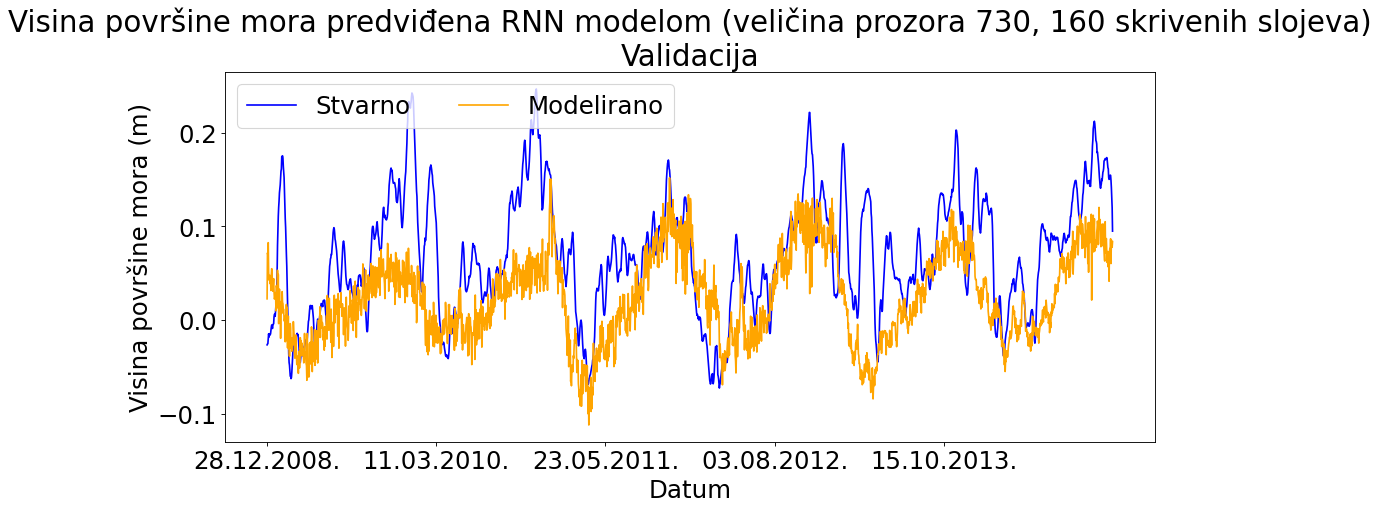 Visina površine mora predviđena RNN modelom (veličina prozora 730, 160 skrivenih slojeva)
Validacija
Stvarno Modelirano
Visina površine mora (m)
0.2
0.1
0.0
−0.1
28.12.2008. 11.03.2010. 23.05.2011. 03.08.2012. 15.10.2013.
Datum